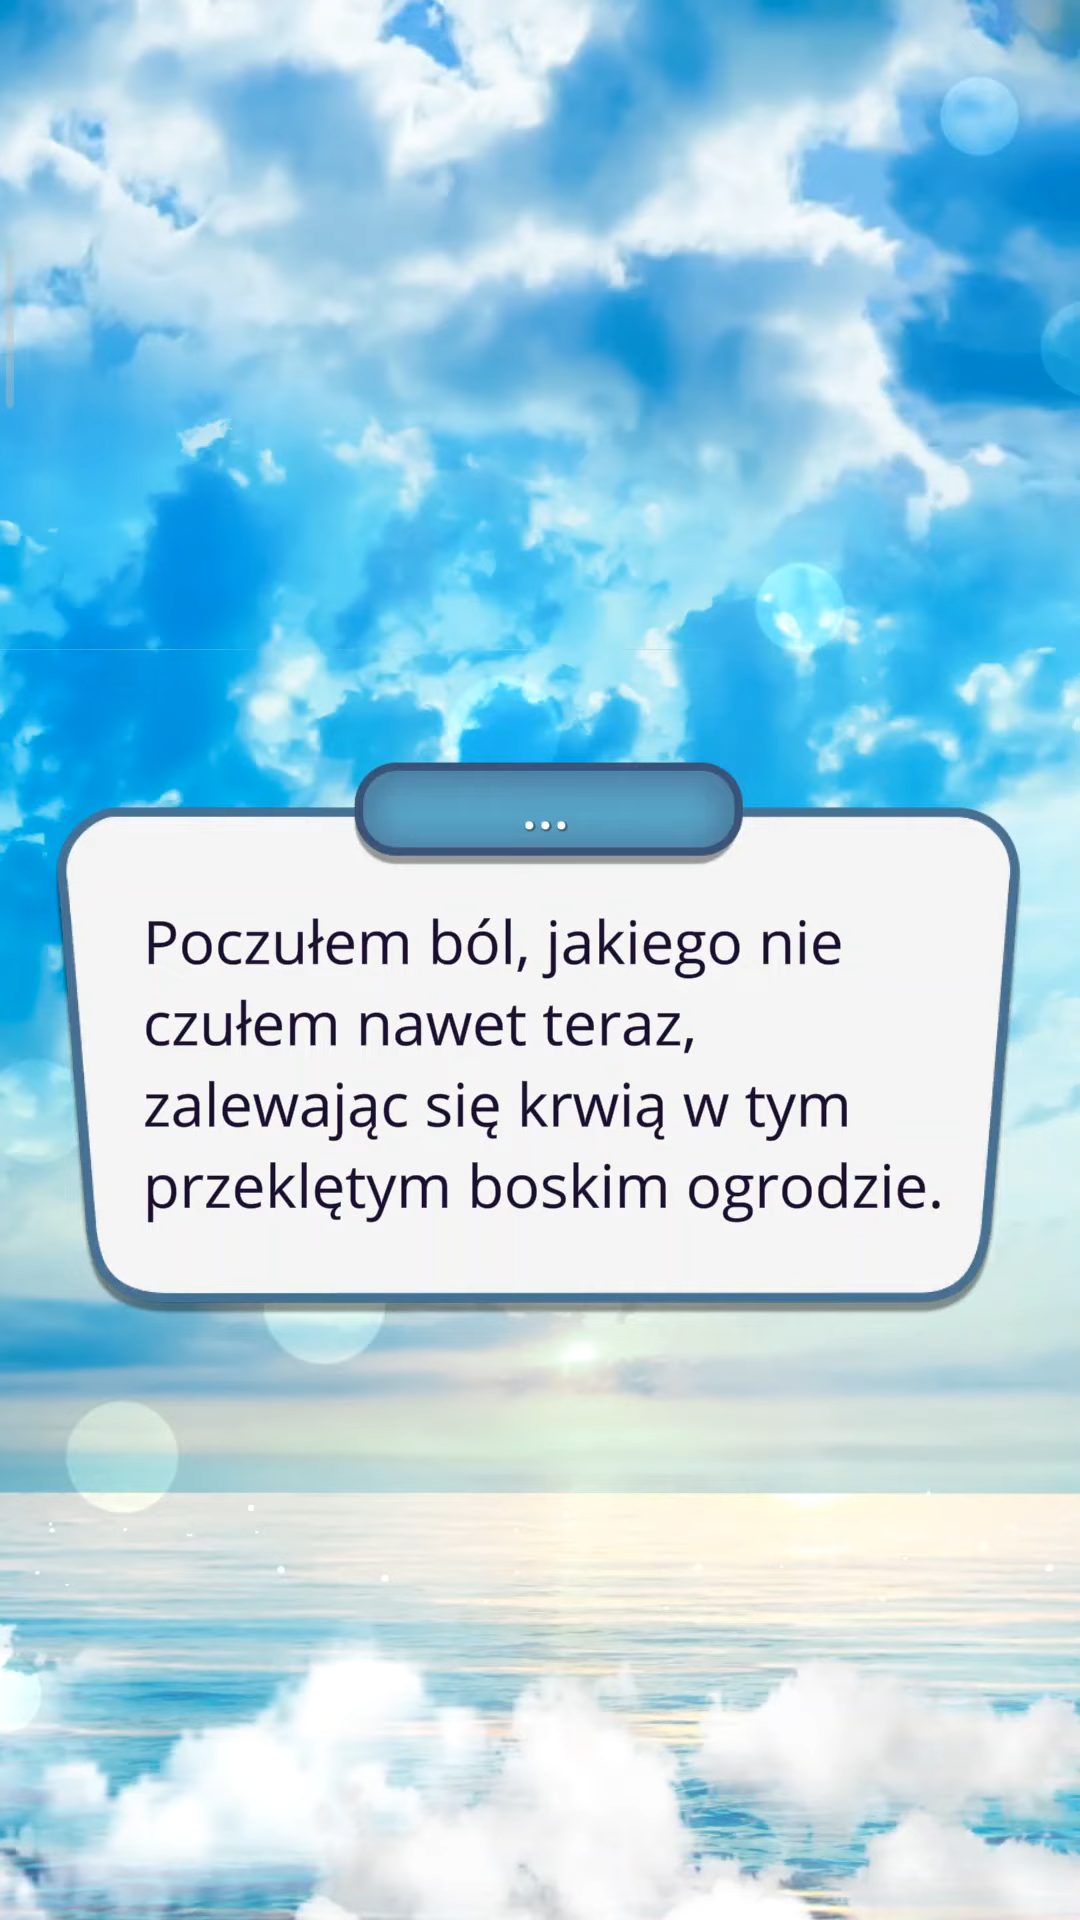 ...
Poczułem ból, jakiego nie
czułem nawet teraz,
zalewając się krwią w tym
przeklętym boskim ogrodzie.